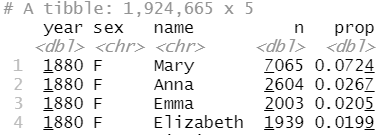 # A tibble: 1,924,665 x 5
year sex name n prop
<dbl> <chr> <chr> <dbl> <dbl>
1 1880 F Mary 7065 0.0724
2 1880 F Anna 2604 0.0267
3 1880 F Emma 2003 0.0205
4 1880 F Elizabeth 1939 0.0199